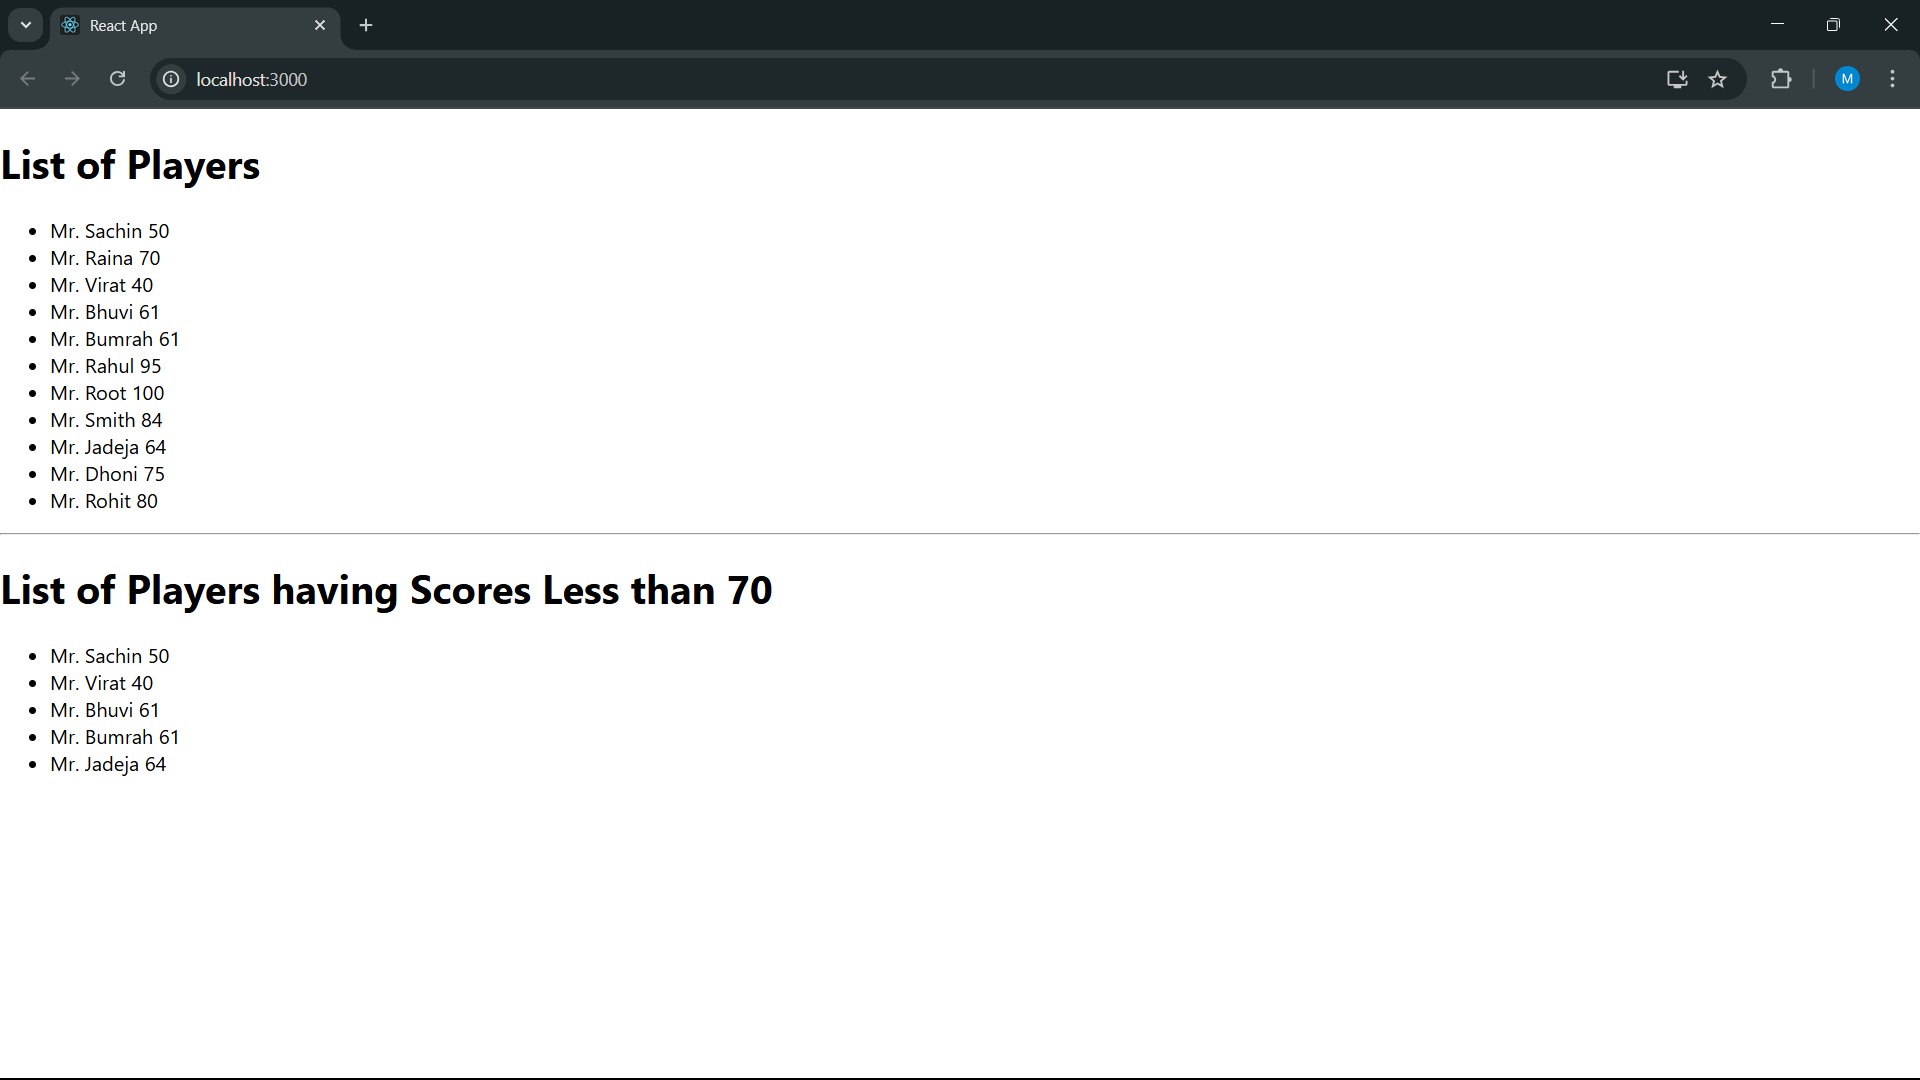 React App
localhost:3000
M
List of Players
Mr. Sachin 50
Mr. Raina 70
Mr. Virat 40
Mr. Bhuvi 61
Mr. Bumrah 61
Mr. Rahul 95
Mr. Root 100
Mr. Smith 84
Mr. Jadeja 64
Mr. Dhoni 75
Mr. Rohit 80
List of Players having Scores Less than 70
Mr. Sachin 50
Mr. Virat 40
Mr. Bhuvi 61
Mr. Bumrah 61
Mr. Jadeja 64